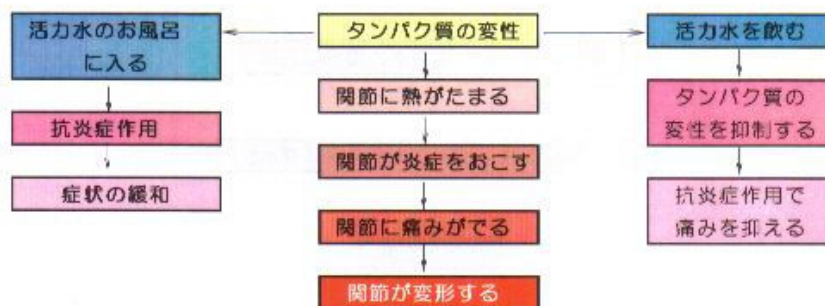 活力水のお風呂
に入る
抗炎症作用
症状の緩和
タンパク質の変性
関節に熱がたまる
関節が炎症をおこす
関節に痛みがでる
関節が変形する
活力水を飲む
タンパク質の
変性を抑制する
抗炎症作用で
痛みを抑える